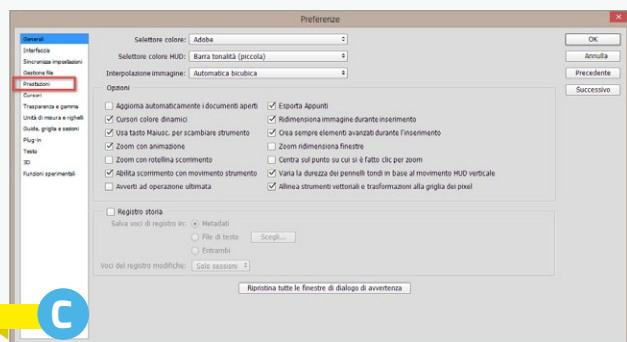 Preferenze
Generali
Interfaccia
Sincronizza impostazioni
Gestione file
Prestazioni
Cursori
Trasparenza e gamma
Unità di misura e righelli
Guide, griglia e sezioni
Plug-in
Testo
3D
Funzioni sperimentali
Selettore colore: Adobe
Selettore colore HUD: Barra tonalità (piccola)
Interpolazione immagine: Automatica bicubica
Opzioni
Aggiorna automaticamente i documenti aperti
Cursori colore dinamici
Usa tasto Maiusc. per scambiare strumento
Zoom con animazione
Zoom con rotellina scorrimento
Abilita scorrimento con movimento strumento
Avverti ad operazione ultimata
Esporta Appunti
Ridimensiona immagine durante inserimento
Crea sempre elementi avanzati durante l'inserimento
Zoom ridimensiona finestre
Centra sul punto su cui si è fatto clic per zoom
Varia la durezza dei pennelli tondi in base al movimento HUD verticale
Allinea strumenti vettoriali e trasformazioni alla griglia dei pixel
Registro storia
Salva voci di registro in: Metadati
File di testo Scegli...
Entrambi
Voci del registro modifiche: Solo sessioni
Ripristina tutte le finestre di dialogo di avvertenza
OK
Annulla
Precedente
Successivo
C